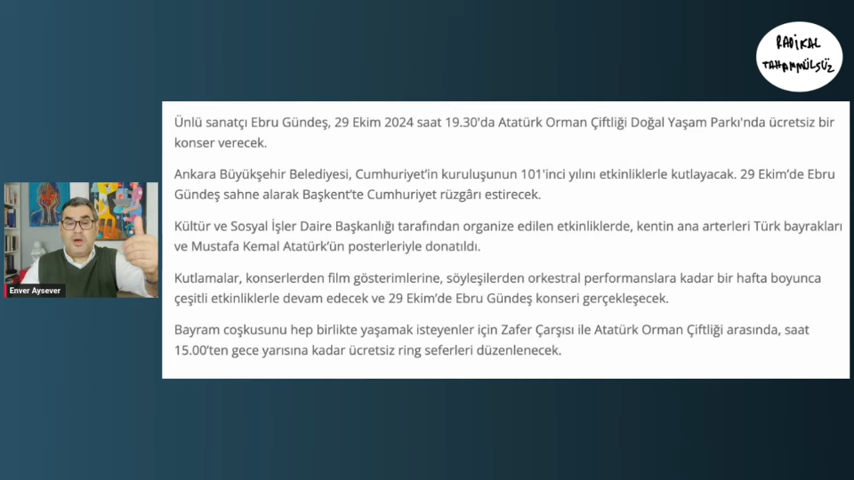 RADİKAL
TAHAMMÜLSÜZ
Ünlü sanatçı Ebru Gündeş, 29 Ekim 2024 saat 19.30'da Atatürk Orman Çiftliği Doğal Yaşam Parkı'nda ücretsiz bir
konser verecek.
Ankara Büyükşehir Belediyesi, Cumhuriyet'in kuruluşunun 101'inci yılını etkinliklerle kutlayacak. 29 Ekim'de Ebru
Gündeş sahne alarak Başkent'te Cumhuriyet rüzgârı estirecek.
Kültür ve Sosyal İşler Daire Başkanlığı tarafından organize edilen etkinliklerde, kentin ana arterleri Türk bayrakları
ve Mustafa Kemal Atatürk'ün posterleriyle donatıldı.
Kutlamalar, konserlerden film gösterimlerine, söyleşilerden orkestral performanslara kadar bir hafta boyunca
çeşitli etkinliklerle devam edecek ve 29 Ekim'de Ebru Gündeş konseri gerçekleşecek.
Bayram coşkusunu hep birlikte yaşamak isteyenler için Zafer Çarşısı ile Atatürk Orman Çiftliği arasında, saat
15.00'ten gece yarısına kadar ücretsiz ring seferleri düzenlenecek.
Enver Aysever